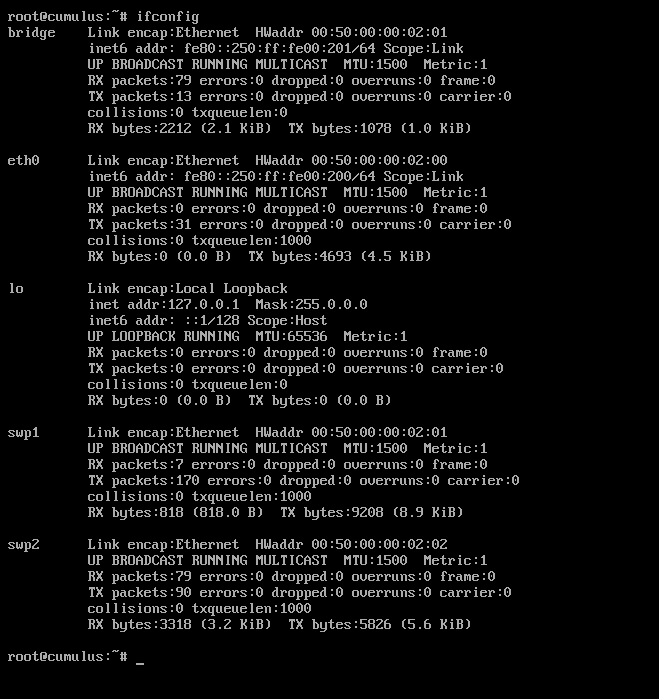 root@cumulus:~# ifconfig
bridge    Link encap:Ethernet  HWaddr 00:50:00:00:02:01
          inet6 addr: fe80::250:ff:fe00:201/64 Scope:Link
          UP BROADCAST RUNNING MULTICAST  MTU:1500  Metric:1
          RX packets:79 errors:0 dropped:0 overruns:0 frame:0
          TX packets:13 errors:0 dropped:0 overruns:0 carrier:0
          collisions:0 txqueuelen:0
          RX bytes:2212 (2.1 KiB)  TX bytes:1078 (1.0 KiB)

eth0      Link encap:Ethernet  HWaddr 00:50:00:00:02:00
          inet6 addr: fe80::250:ff:fe00:200/64 Scope:Link
          UP BROADCAST RUNNING MULTICAST  MTU:1500  Metric:1
          RX packets:0 errors:0 dropped:0 overruns:0 frame:0
          TX packets:31 errors:0 dropped:0 overruns:0 carrier:0
          collisions:0 txqueuelen:1000
          RX bytes:0 (0.0 B)  TX bytes:4693 (4.5 KiB)

lo        Link encap:Local Loopback
          inet addr:127.0.0.1  Mask:255.0.0.0
          inet6 addr: ::1/128 Scope:Host
          UP LOOPBACK RUNNING  MTU:65536  Metric:1
          RX packets:0 errors:0 dropped:0 overruns:0 frame:0
          TX packets:0 errors:0 dropped:0 overruns:0 carrier:0
          collisions:0 txqueuelen:0
          RX bytes:0 (0.0 B)  TX bytes:0 (0.0 B)

swp1      Link encap:Ethernet  HWaddr 00:50:00:00:02:01
          UP BROADCAST RUNNING MULTICAST  MTU:1500  Metric:1
          RX packets:7 errors:0 dropped:0 overruns:0 frame:0
          TX packets:170 errors:0 dropped:0 overruns:0 carrier:0
          collisions:0 txqueuelen:1000
          RX bytes:818 (818.0 B)  TX bytes:9208 (8.9 KiB)

swp2      Link encap:Ethernet  HWaddr 00:50:00:00:02:02
          UP BROADCAST RUNNING MULTICAST  MTU:1500  Metric:1
          RX packets:79 errors:0 dropped:0 overruns:0 frame:0
          TX packets:90 errors:0 dropped:0 overruns:0 carrier:0
          collisions:0 txqueuelen:1000
          RX bytes:3318 (3.2 KiB)  TX bytes:5826 (5.6 KiB)

root@cumulus:~# _